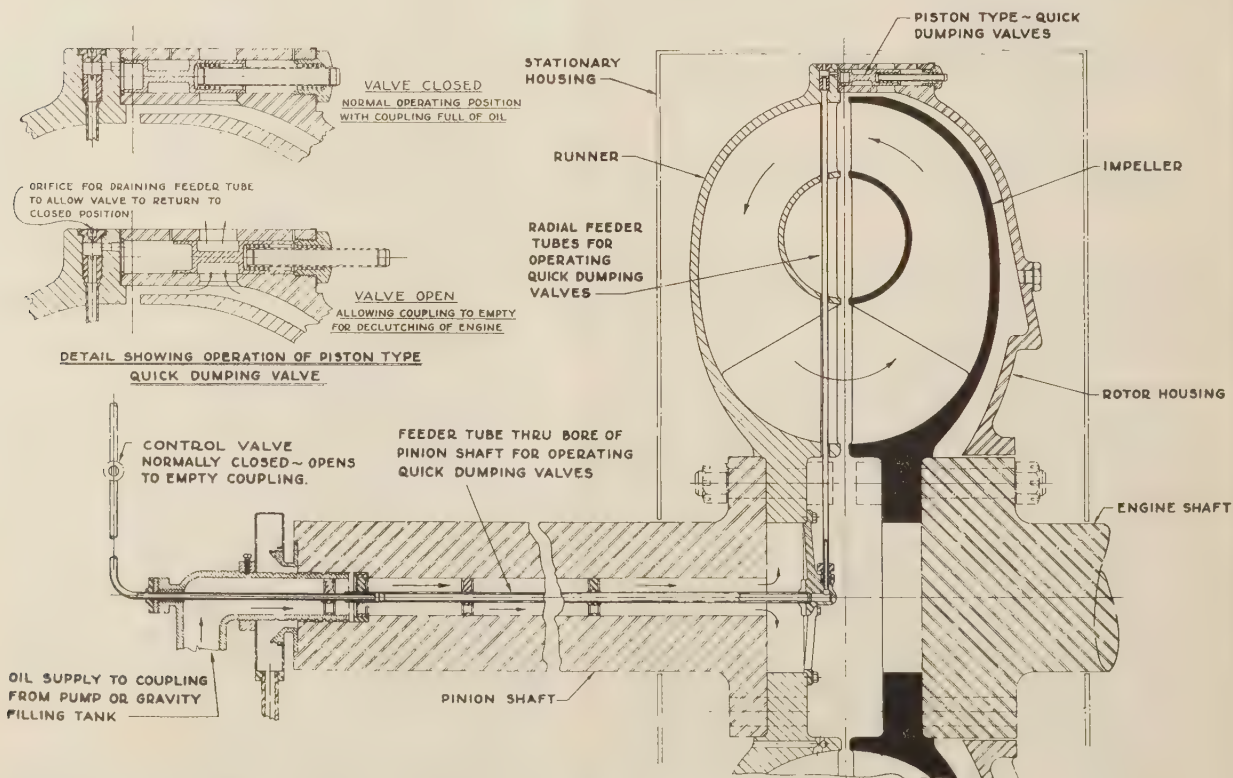 VALVE CLOSED
NORMAL OPERATING POSITION
WITH COUPLING FULL OF OIL
ORIFICE FOR DRAINING FEEDER TUBE
TO ALLOW VALVE TO RETURN TO
CLOSED POSITION
VALVE OPEN
ALLOWING COUPLING TO EMPTY
FOR DECLUTCHING OF ENGINE
DETAIL SHOWING OPERATION OF PISTON TYPE
QUICK DUMPING VALVE
PISTON TYPE ~ QUICK
DUMPING VALVES
STATIONARY
HOUSING
RUNNER
IMPELLER
RADIAL FEEDER
TUBES FOR
OPERATING
QUICK DUMPING
VALVES
ROTOR HOUSING
CONTROL VALVE
NORMALLY CLOSED ~ OPENS
TO EMPTY COUPLING.
FEEDER TUBE THRU BORE OF
PINION SHAFT FOR OPERATING
QUICK DUMPING VALVES
ENGINE SHAFT
OIL SUPPLY TO COUPLING
FROM PUMP OR GRAVITY
FILLING TANK
PINION SHAFT